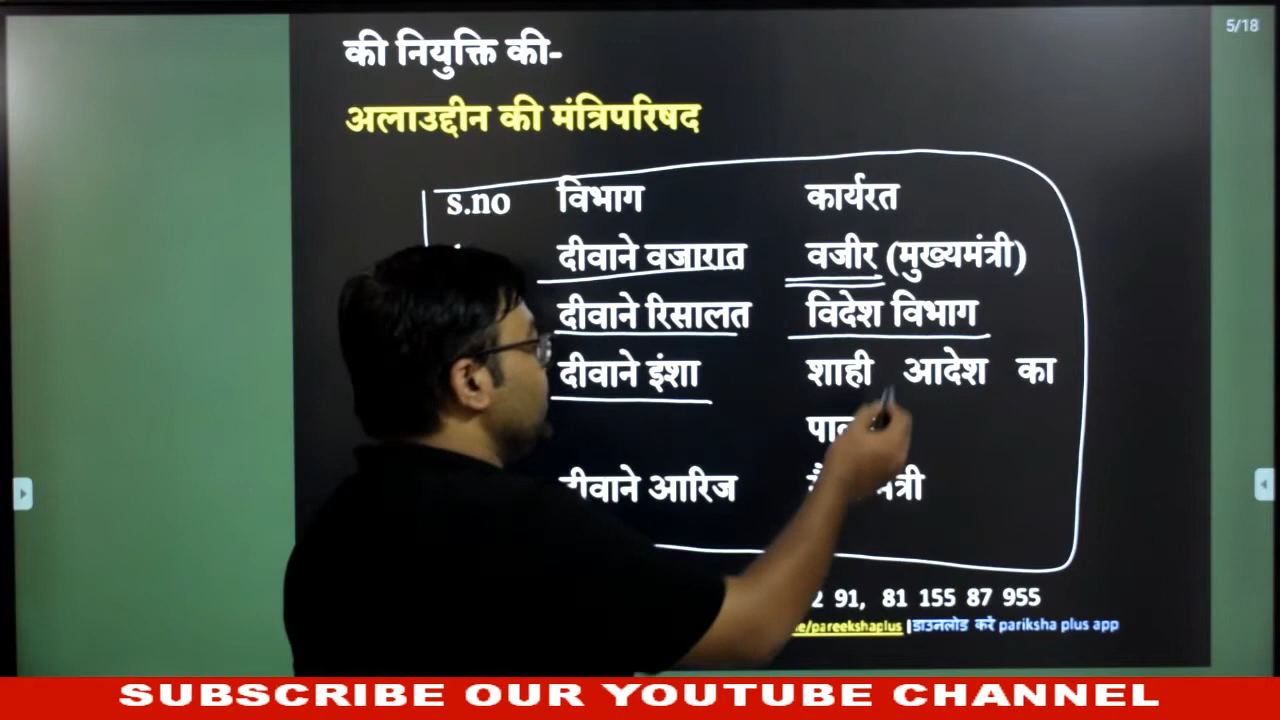 5/18
की नियुक्ति की-
अलाउद्दीन की मंत्रिपरिषद
s.no विभाग कार्यरत
दीवाने वजारात वजीर (मुख्यमंत्री)
दीवाने रिसालत विदेश विभाग
दीवाने इंशा शाही आदेश का
दीवाने आरिज
91, 81 155 87 955
/pareekshaplus |डाउनलोड करें pariksha plus app
SUBSCRIBE OUR YOUTUBE CHANNEL